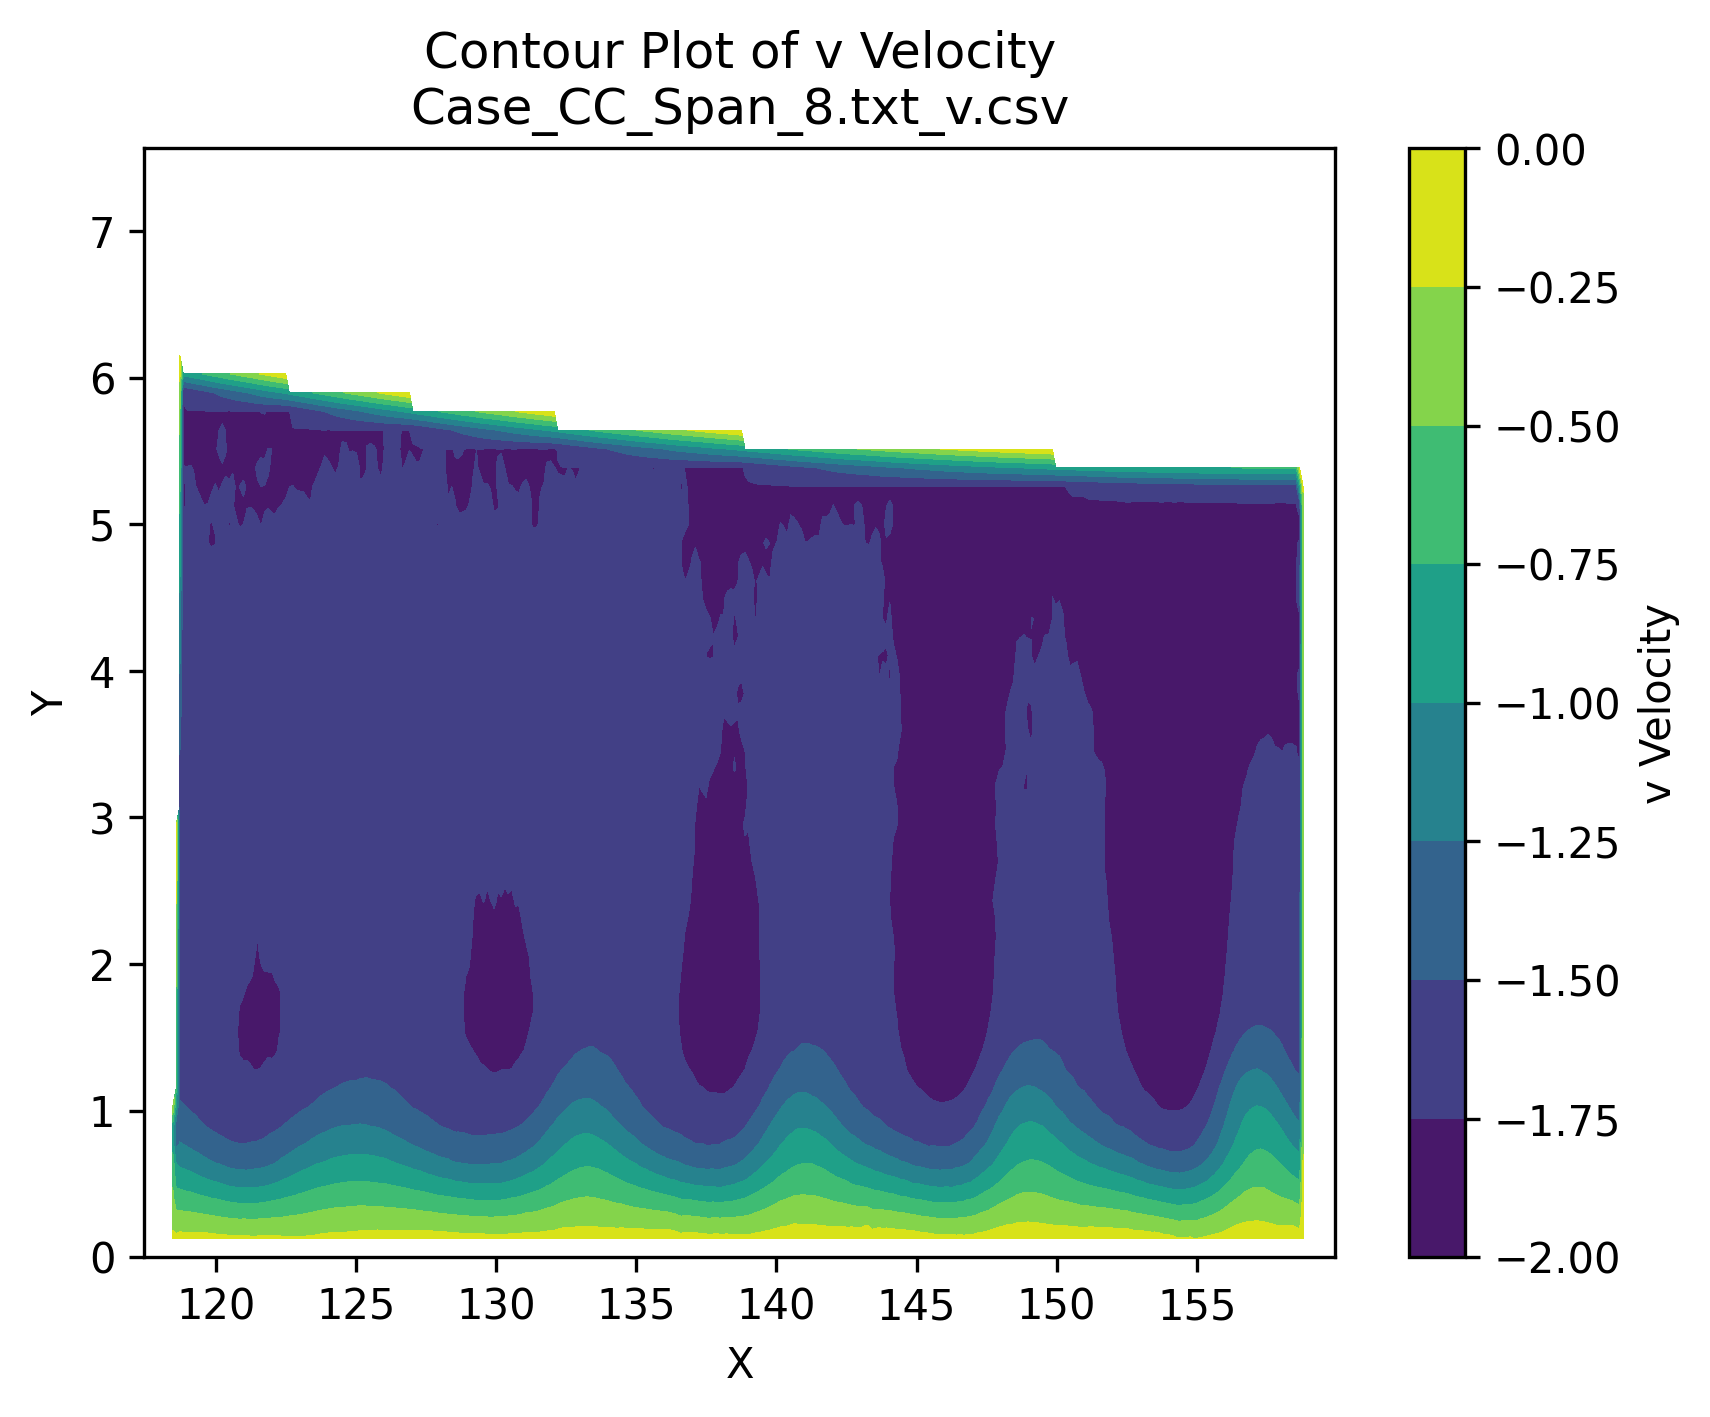 Contour Plot of v Velocity
Case_CC_Span_8.txt_v.csv
7
6
5
4
3
2
1
0
Y
120 125 130 135 140 145 150 155
X
0.00
−0.25
−0.50
−0.75
−1.00
−1.25
−1.50
−1.75
−2.00
v Velocity